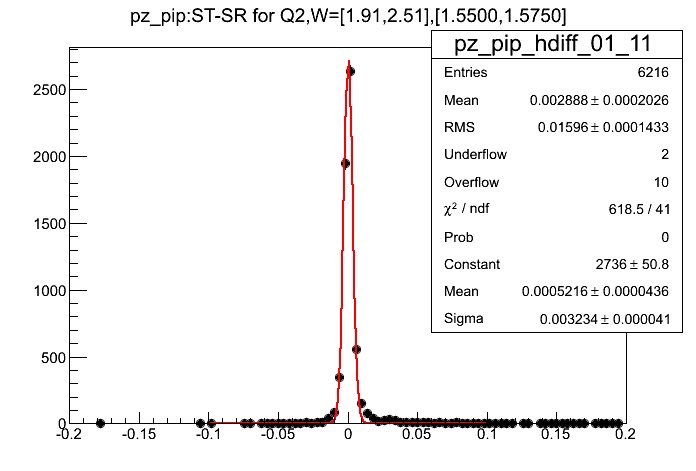 pz_pip:ST-SR for Q2,W=[1.91,2.51],[1.5500,1.5750]
pz_pip_hdiff_01_11
Entries 6216
Mean 0.002888 ± 0.0002026
RMS 0.01596 ± 0.0001433
Underflow 2
Overflow 10
χ² / ndf 618.5 / 41
Prob 0
Constant 2736 ± 50.8
Mean 0.0005216 ± 0.0000436
Sigma 0.003234 ± 0.000041
2500
2000
1500
1000
500
0
-0.2 -0.15 -0.1 -0.05 0 0.05 0.1 0.15 0.2